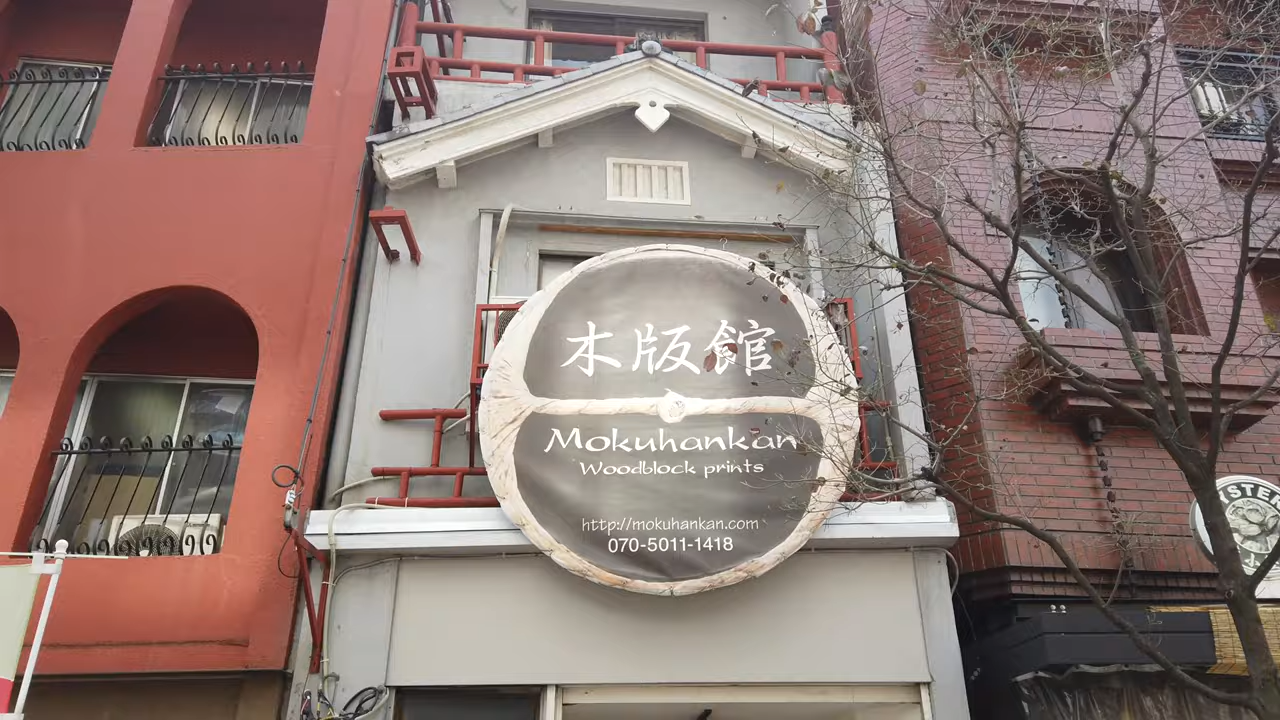 木版館
Mokuhankan
Woodblock prints
http://mokuhankan.com
070-5011-1418